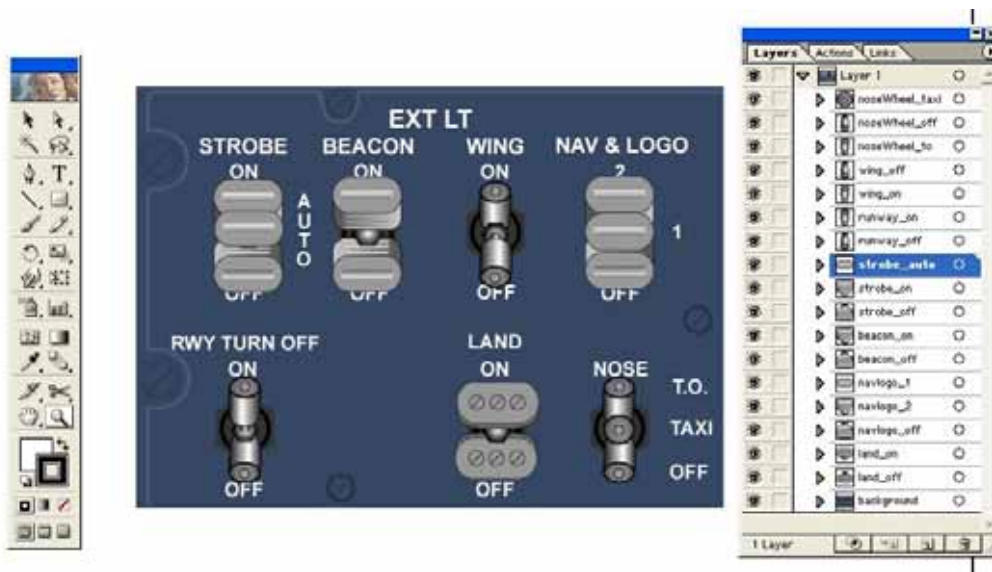 EXT LT
STROBE BEACON WING NAV & LOGO
ON ON ON 2
AUTO
1
OFF OFF OFF OFF
RWY TURN OFF LAND
ON ON NOSE
T.O.
TAXI
OFF
OFF OFF
Layers Actions Links
Layer 1
noseWheel_taxi
noseWheel_off
noseWheel_to
wing_off
wing_on
runway_on
runway_off
strobe_auto
strobe_on
strobe_off
beacon_on
beacon_off
navlogo_1
navlogo_2
navlogo_off
land_on
land_off
background
1 Layer